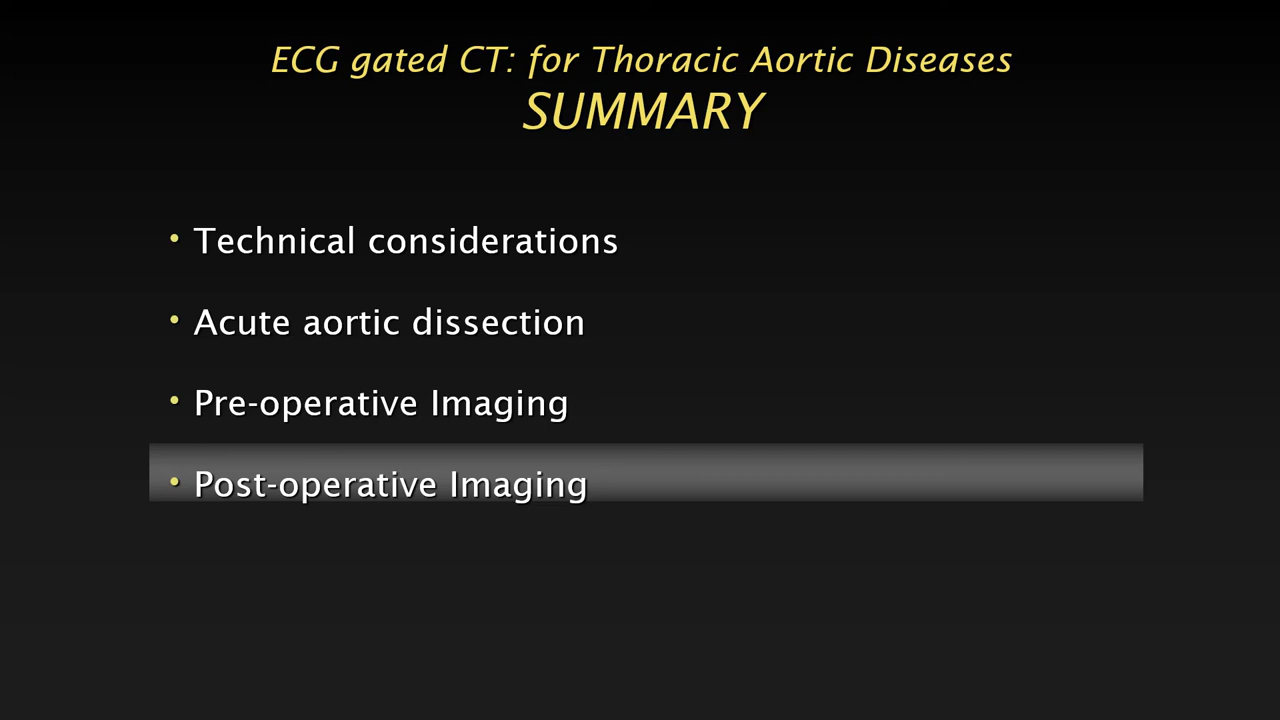 ECG gated CT: for Thoracic Aortic Diseases
SUMMARY
• Technical considerations
• Acute aortic dissection
• Pre-operative Imaging
• Post-operative Imaging